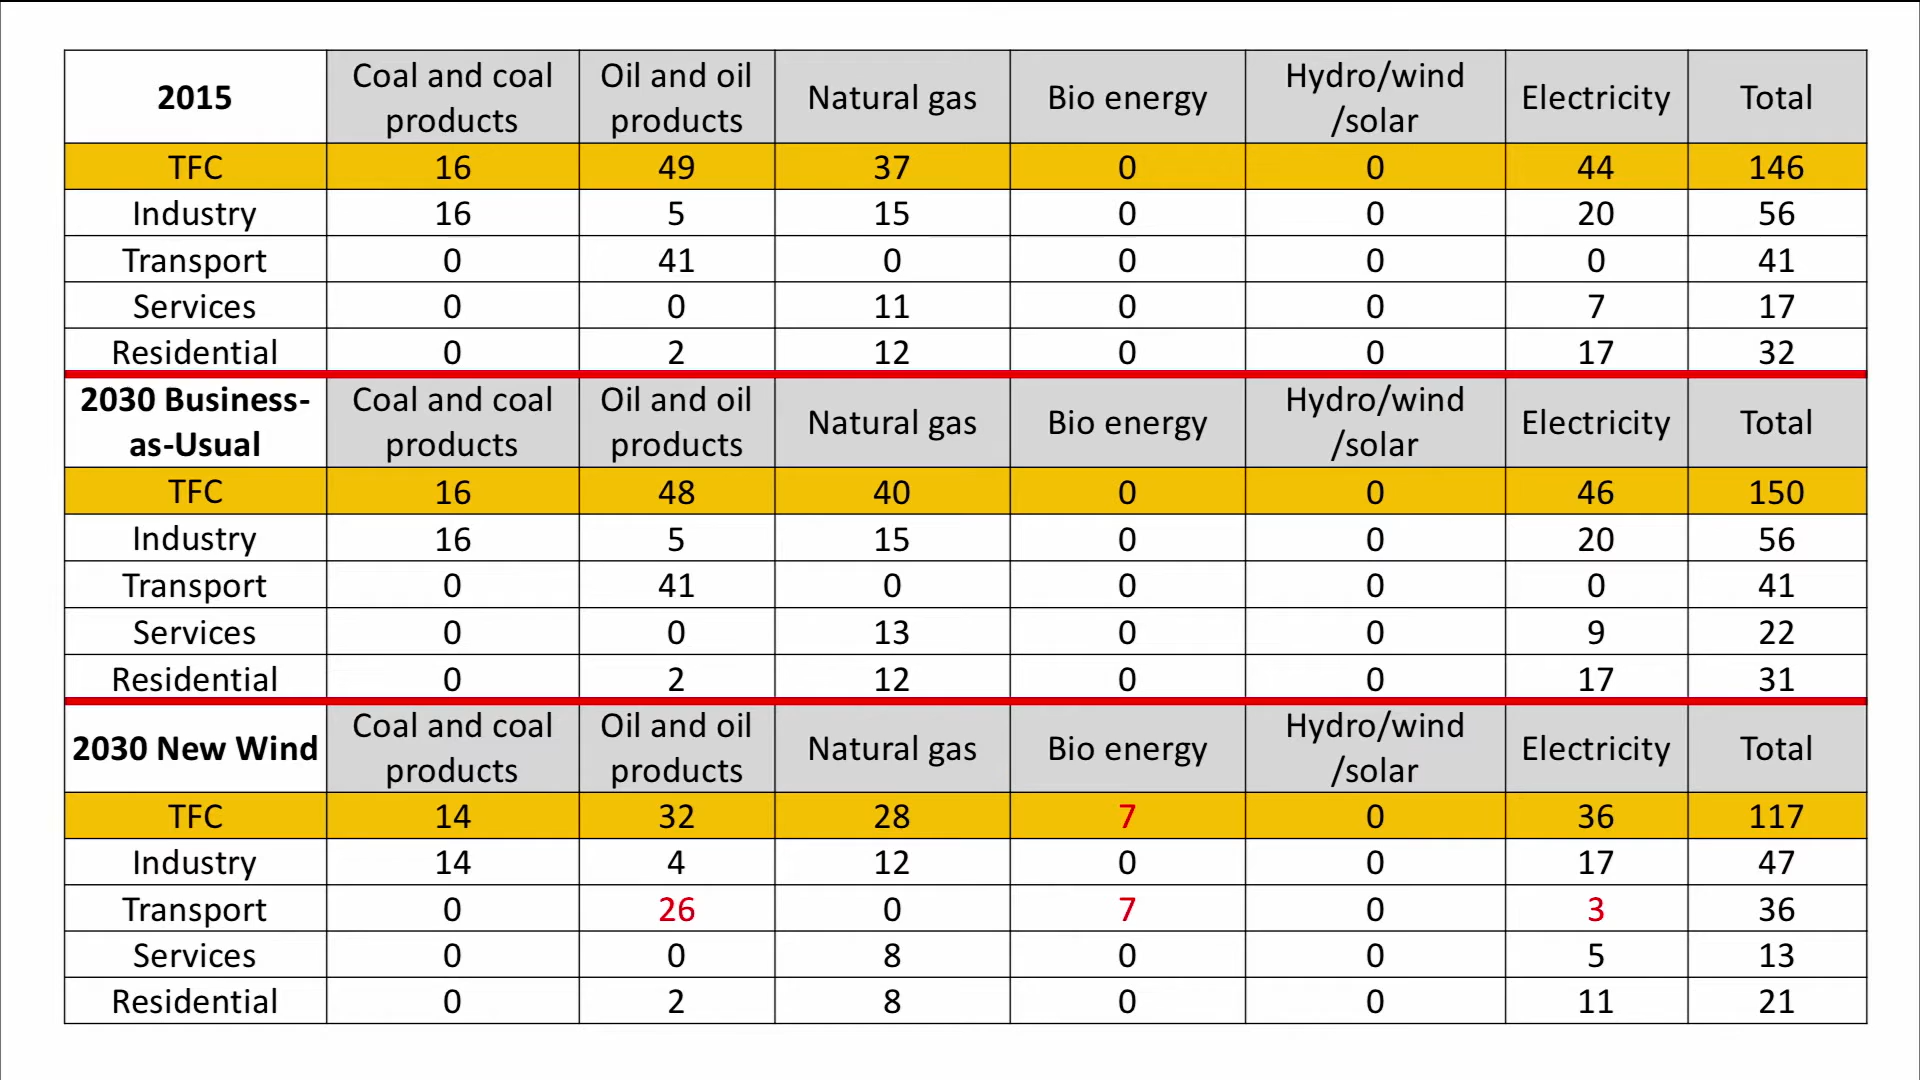 2015 Coal and coal products Oil and oil products Natural gas Bio energy Hydro/wind /solar Electricity Total
TFC 16 49 37 0 0 44 146
Industry 16 5 15 0 0 20 56
Transport 0 41 0 0 0 0 41
Services 0 0 11 0 0 7 17
Residential 0 2 12 0 0 17 32
2030 Business-as-Usual Coal and coal products Oil and oil products Natural gas Bio energy Hydro/wind /solar Electricity Total
TFC 16 48 40 0 0 46 150
Industry 16 5 15 0 0 20 56
Transport 0 41 0 0 0 0 41
Services 0 0 13 0 0 9 22
Residential 0 2 12 0 0 17 31
2030 New Wind Coal and coal products Oil and oil products Natural gas Bio energy Hydro/wind /solar Electricity Total
TFC 14 32 28 7 0 36 117
Industry 14 4 12 0 0 17 47
Transport 0 26 0 7 0 3 36
Services 0 0 8 0 0 5 13
Residential 0 2 8 0 0 11 21